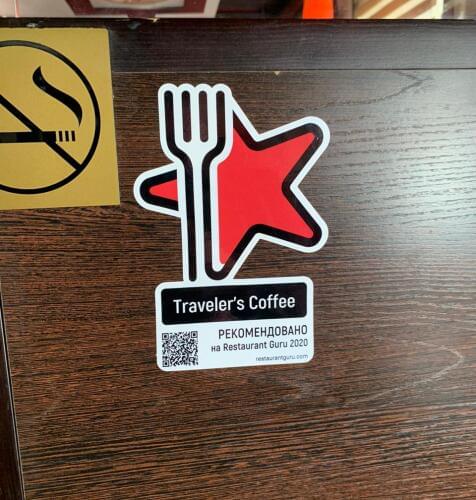 Traveler's Coffee
РЕКОМЕНДОВАНО
на Restaurant Guru 2020
restaurantguru.com